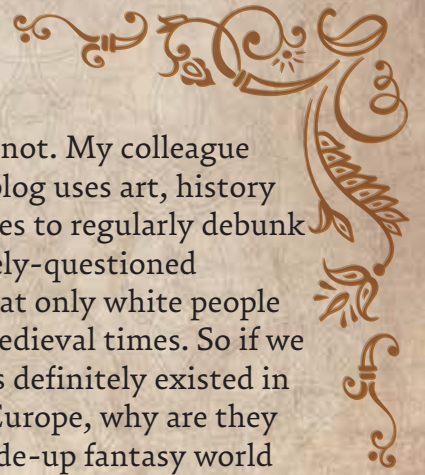 not. My colleague
blog uses art, history
es to regularly debunk
ely-questioned
at only white people
edieval times. So if we
s definitely existed in
Europe, why are they
de-up fantasy world